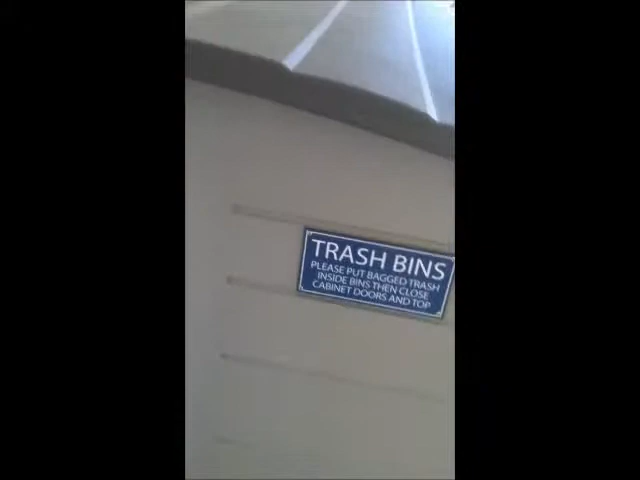 TRASH BINS
PLEASE PUT BAGGED TRASH
INSIDE BINS THEN CLOSE
CABINET DOORS AND TOP